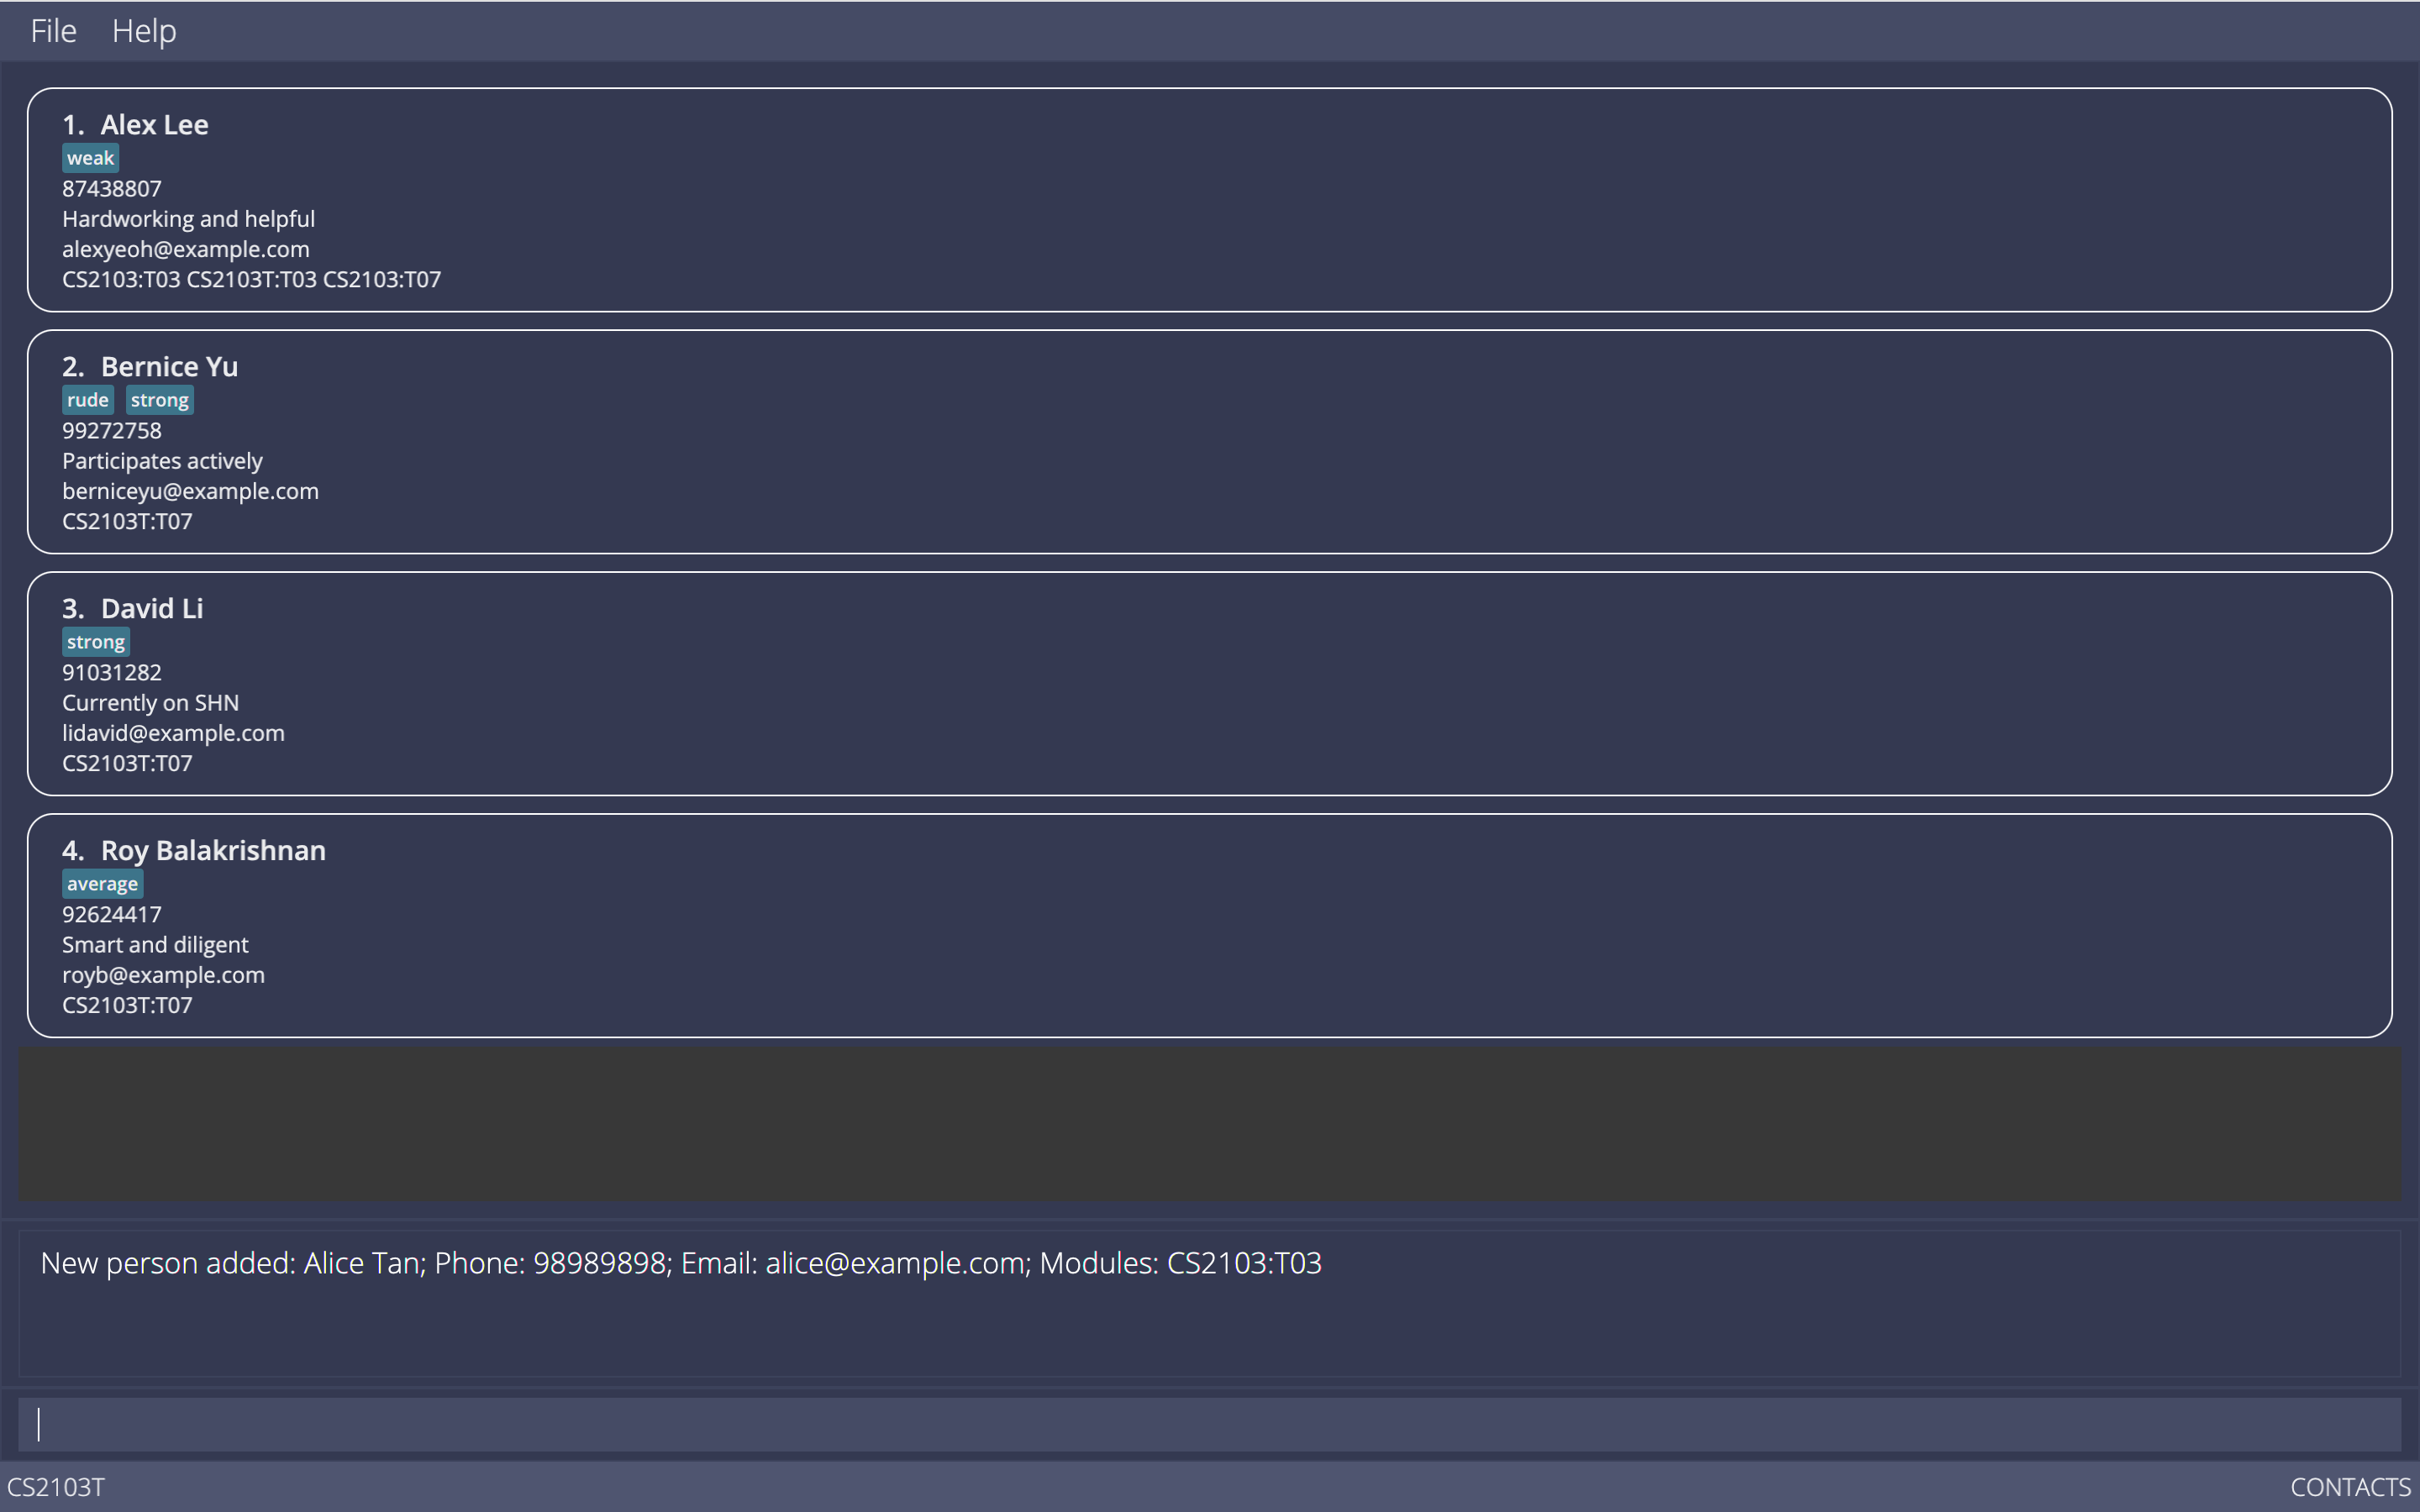 File Help
1. Alex Lee
weak
87438807
Hardworking and helpful
alexyeoh@example.com
CS2103:T03 CS2103T:T03 CS2103:T07
2. Bernice Yu
rude strong
99272758
Participates actively
berniceyu@example.com
CS2103T:T07
3. David Li
strong
91031282
Currently on SHN
lidavid@example.com
CS2103T:T07
4. Roy Balakrishnan
average
92624417
Smart and diligent
royb@example.com
CS2103T:T07
New person added: Alice Tan; Phone: 98989898; Email: alice@example.com; Modules: CS2103:T03
CS2103T CONTACTS